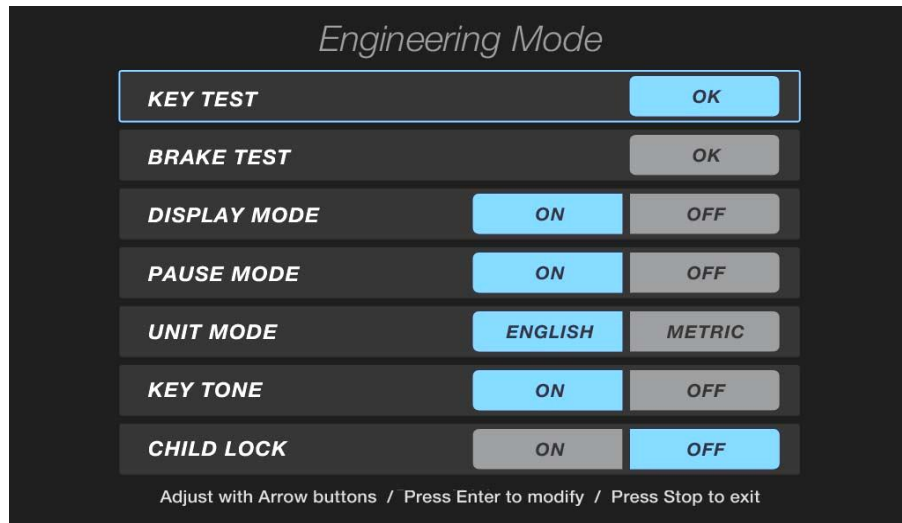 Engineering Mode
KEY TEST OK
BRAKE TEST OK
DISPLAY MODE ON OFF
PAUSE MODE ON OFF
UNIT MODE ENGLISH METRIC
KEY TONE ON OFF
CHILD LOCK ON OFF
Adjust with Arrow buttons / Press Enter to modify / Press Stop to exit